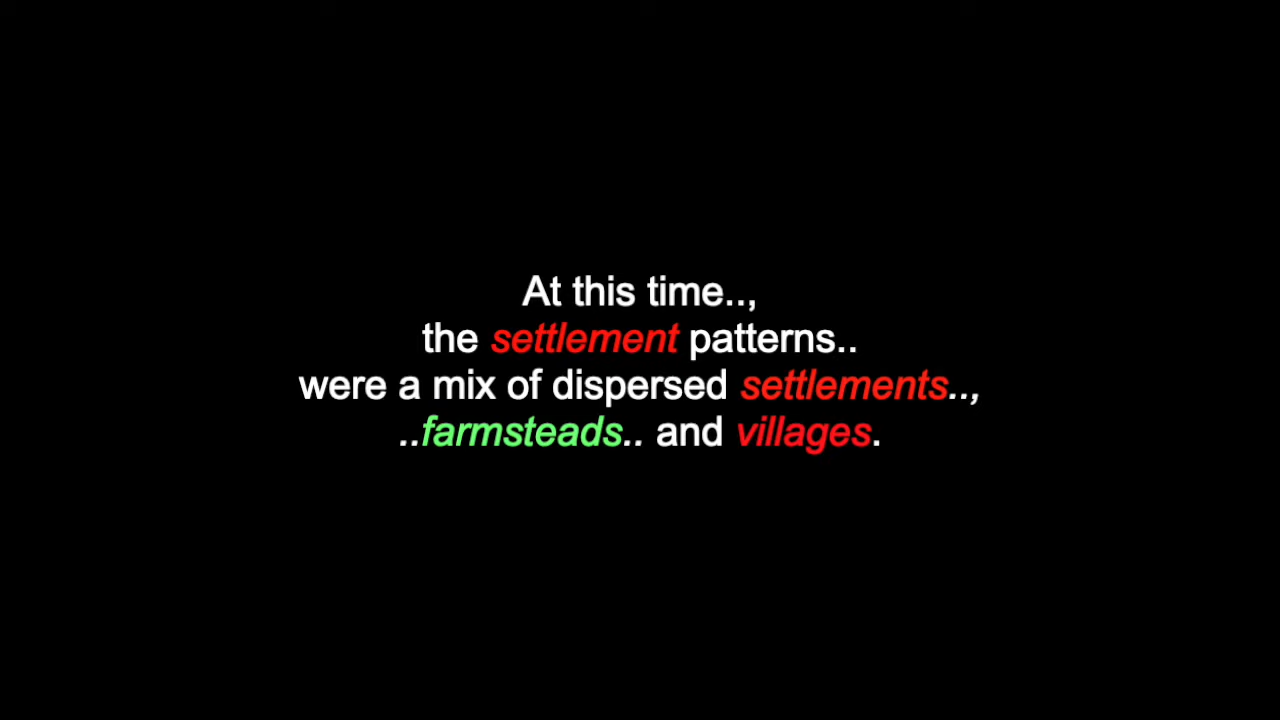 At this time..,
the settlement patterns..
were a mix of dispersed settlements..,
..farmsteads.. and villages.